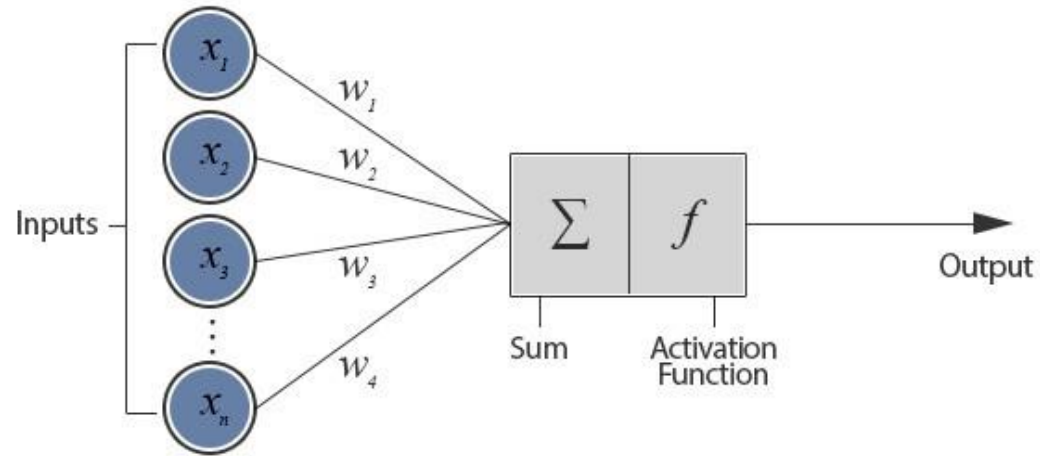 x₁
w₁
x₂
w₂
Inputs
x₃
w₃
∑
f
Output
Sum
Activation
Function
xₙ
w₄